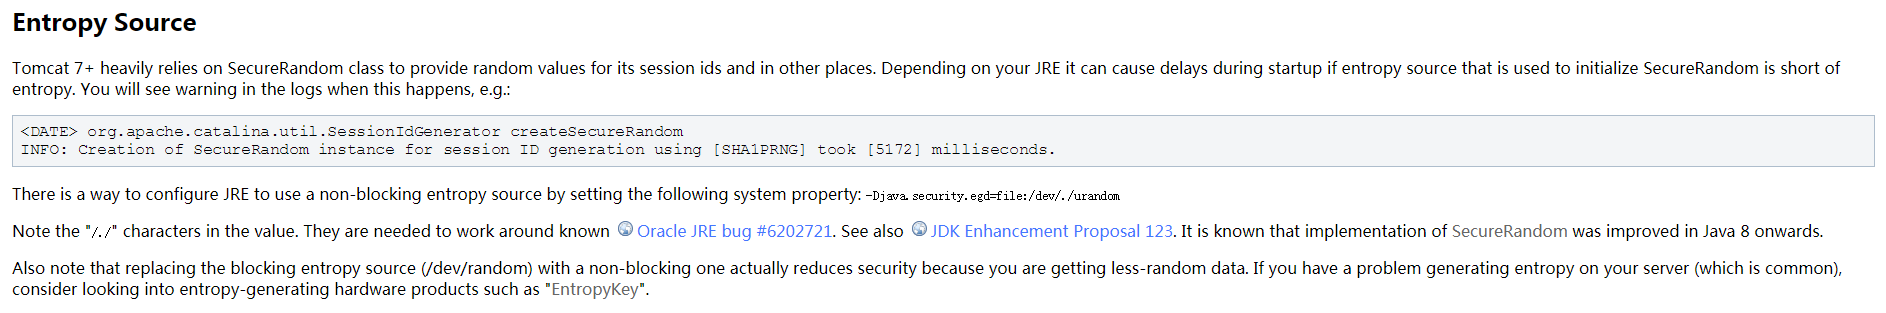 Entropy Source
Tomcat 7+ heavily relies on SecureRandom class to provide random values for its session ids and in other places. Depending on your JRE it can cause delays during startup if entropy source that is used to initialize SecureRandom is short of
entropy. You will see warning in the logs when this happens, e.g.:
<DATE> org.apache.catalina.util.SessionIdGenerator createSecureRandom
INFO: Creation of SecureRandom instance for session ID generation using [SHA1PRNG] took [5172] milliseconds.
There is a way to configure JRE to use a non-blocking entropy source by setting the following system property: -Djava.security.egd=file:/dev/./urandom
Note the "/./" characters in the value. They are needed to work around known Oracle JRE bug #6202721. See also JDK Enhancement Proposal 123. It is known that implementation of SecureRandom was improved in Java 8 onwards.
Also note that replacing the blocking entropy source (/dev/random) with a non-blocking one actually reduces security because you are getting less-random data. If you have a problem generating entropy on your server (which is common),
consider looking into entropy-generating hardware products such as "EntropyKey".